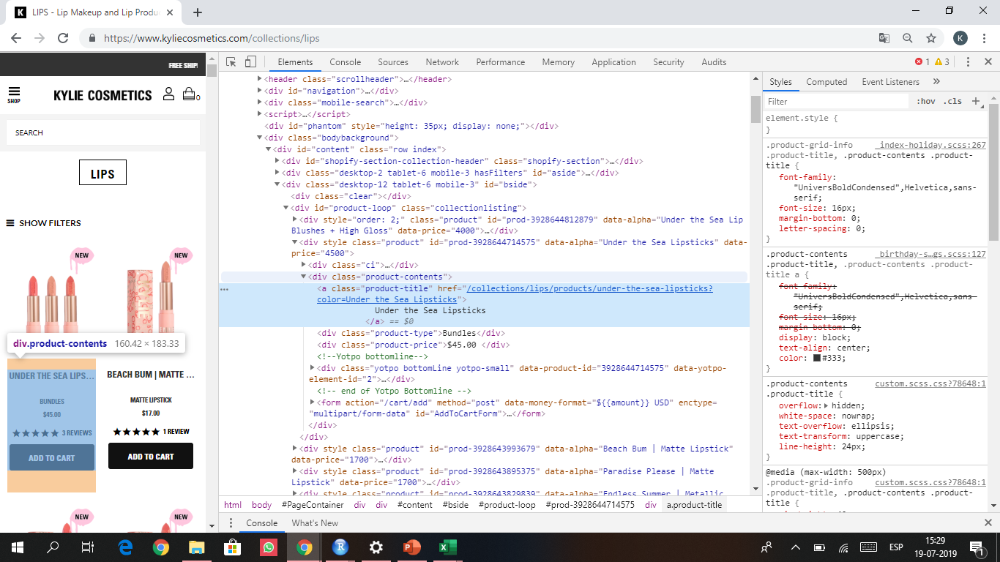 LIPS - Lip Makeup and Lip Produ
https://www.kyliecosmetics.com/collections/lips
K
FREE SHIP!
SHOP
KYLIE COSMETICS
0
SEARCH
LIPS
SHOW FILTERS
NEW
NEW
div.product-contents 160.42 × 183.33
UNDER THE SEA LIPS...
BUNDLES
$45.00
3 REVIEWS
ADD TO CART
BEACH BUM | MATTE ...
MATTE LIPSTICK
$17.00
1 REVIEW
ADD TO CART
NEW
NEW
Elements Console Sources Network Performance Memory Application Security Audits 1 3
<header class="scrollheader">…</header>
<div id="navigation">…</div>
<div class="mobile-search">…</div>
<script>…</script>
<div id="phantom" style="height: 35px; display: none;"></div>
<div class="bodybackground">
<div id="content" class="row index">
<div id="shopify-section-collection-header" class="shopify-section">…</div>
<div class="desktop-2 tablet-6 mobile-3 hasFilters" id="aside">…</div>
<div class="desktop-12 tablet-6 mobile-3" id="bside">
<div class="clear"></div>
<div id="product-loop" class="collectionlisting">
<div style="order: 2;" class="product" id="prod-3928644812879" data-alpha="Under the Sea Lip
Blushes + High Gloss" data-price="4000">…</div>
<div style class="product" id="prod-3928644714575" data-alpha="Under the Sea Lipsticks" data-
price="4500">
<div class="ci">…</div>
<div class="product-contents">
<a class="product-title" href="/collections/lips/products/under-the-sea-lipsticks?
color=Under the Sea Lipsticks">
Under the Sea Lipsticks
</a> == $0
<div class="product-type">Bundles</div>
<div class="product-price">$45.00 </div>
<!--Yotpo bottomline-->
<div class="yotpo bottomLine yotpo-small" data-product-id="3928644714575" data-yotpo-
element-id="2">…</div>
<!-- end of Yotpo Bottomline -->
<form action="/cart/add" method="post" data-money-format="${{amount}} USD" enctype=
"multipart/form-data" id="AddToCartForm">…</form>
</div>
</div>
<div style class="product" id="prod-3928643993679" data-alpha="Beach Bum | Matte Lipstick"
data-price="1700">…</div>
<div style class="product" id="prod-3928643895375" data-alpha="Paradise Please | Matte
Lipstick" data-price="1700">…</div>
<div style class="product" id="prod-3928643829839" data-alpha="Endless Summer | Metallic
html body #PageContainer div div #content #bside #product-loop #prod-3928644714575 div a.product-title
Console What's New
Styles Computed Event Listeners
Filter :hov .cls
element.style {
}
.product-grid-info _index-holiday.scss:267
.product-title, .product-contents .product-
title {
font-family:
"UniversBoldCondensed",Helvetica,sans-
serif;
font-size: 16px;
margin-bottom: 0;
letter-spacing: 0;
}
.product-contents _birthday-s…gs.scss:127
.product-title, .product-contents .product-
title a {
font-family:
"UniversBoldCondensed",Helvetica,sans-
serif;
font-size: 16px;
margin-bottom: 0;
display: block;
text-align: center;
color: #333;
}
.product-contents custom.scss.css?78648:1
.product-title {
overflow: hidden;
white-space: nowrap;
text-overflow: ellipsis;
text-transform: uppercase;
line-height: 24px;
}
@media (max-width: 500px)
.product-grid-info custom.scss.css?78648:1
.product-title, .product-contents .product-
title {
ESP
15:29
19-07-2019
1